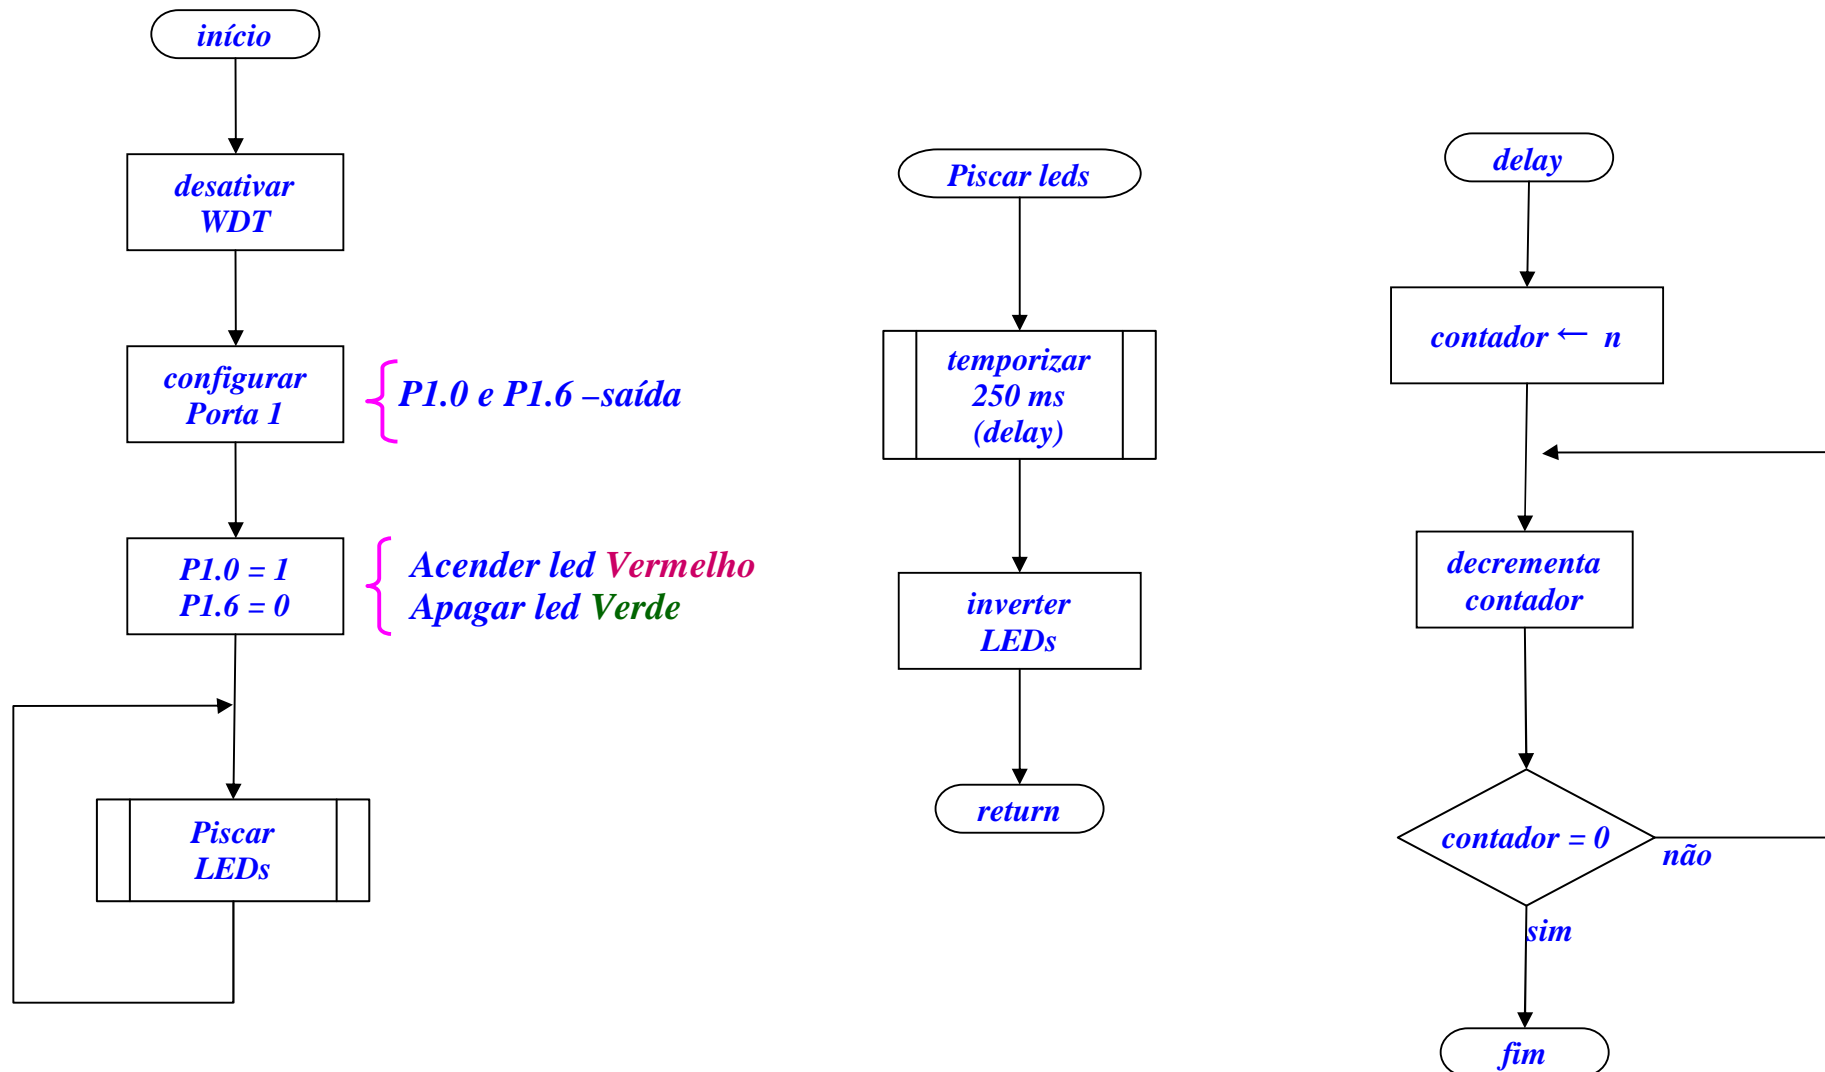 início
desativar
WDT
configurar
Porta 1
P1.0 e P1.6 –saída
P1.0 = 1
P1.6 = 0
Acender led Vermelho
Apagar led Verde
Piscar
LEDs
Piscar leds
temporizar
250 ms
(delay)
inverter
LEDs
return
delay
contador ← n
decrementa
contador
contador = 0
não
sim
fim